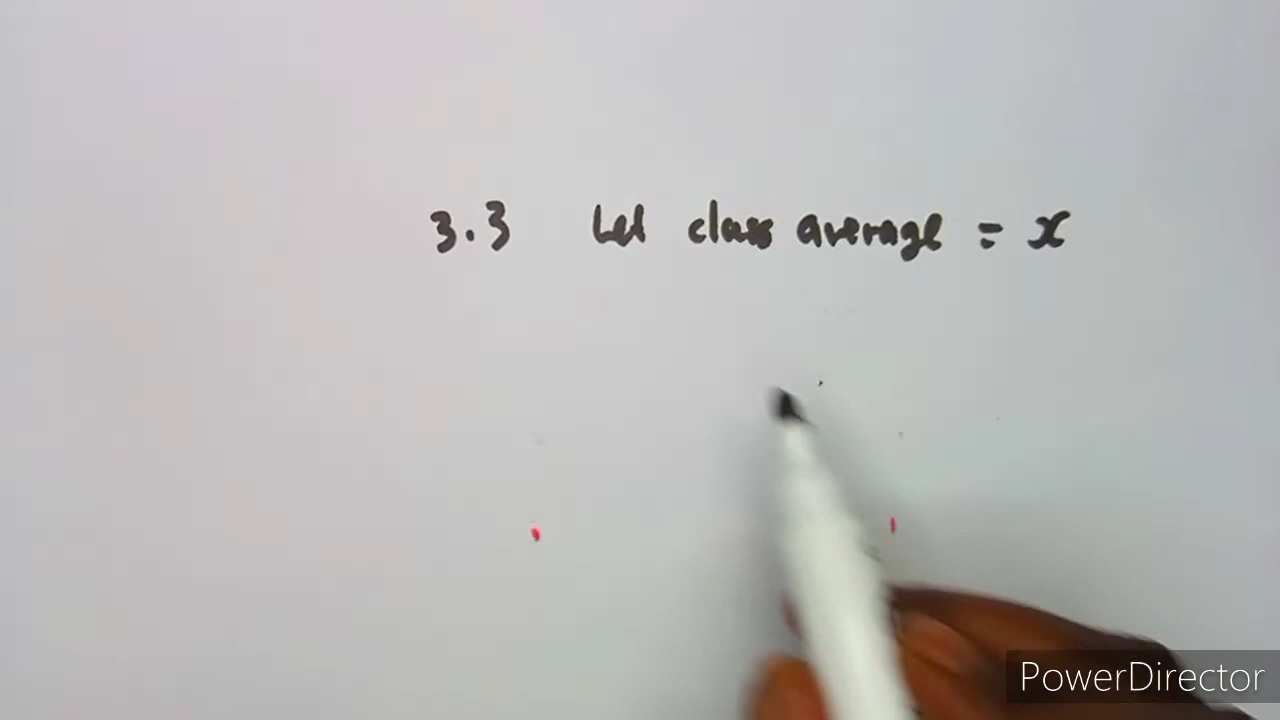 3.3 Let class average = x
PowerDirector